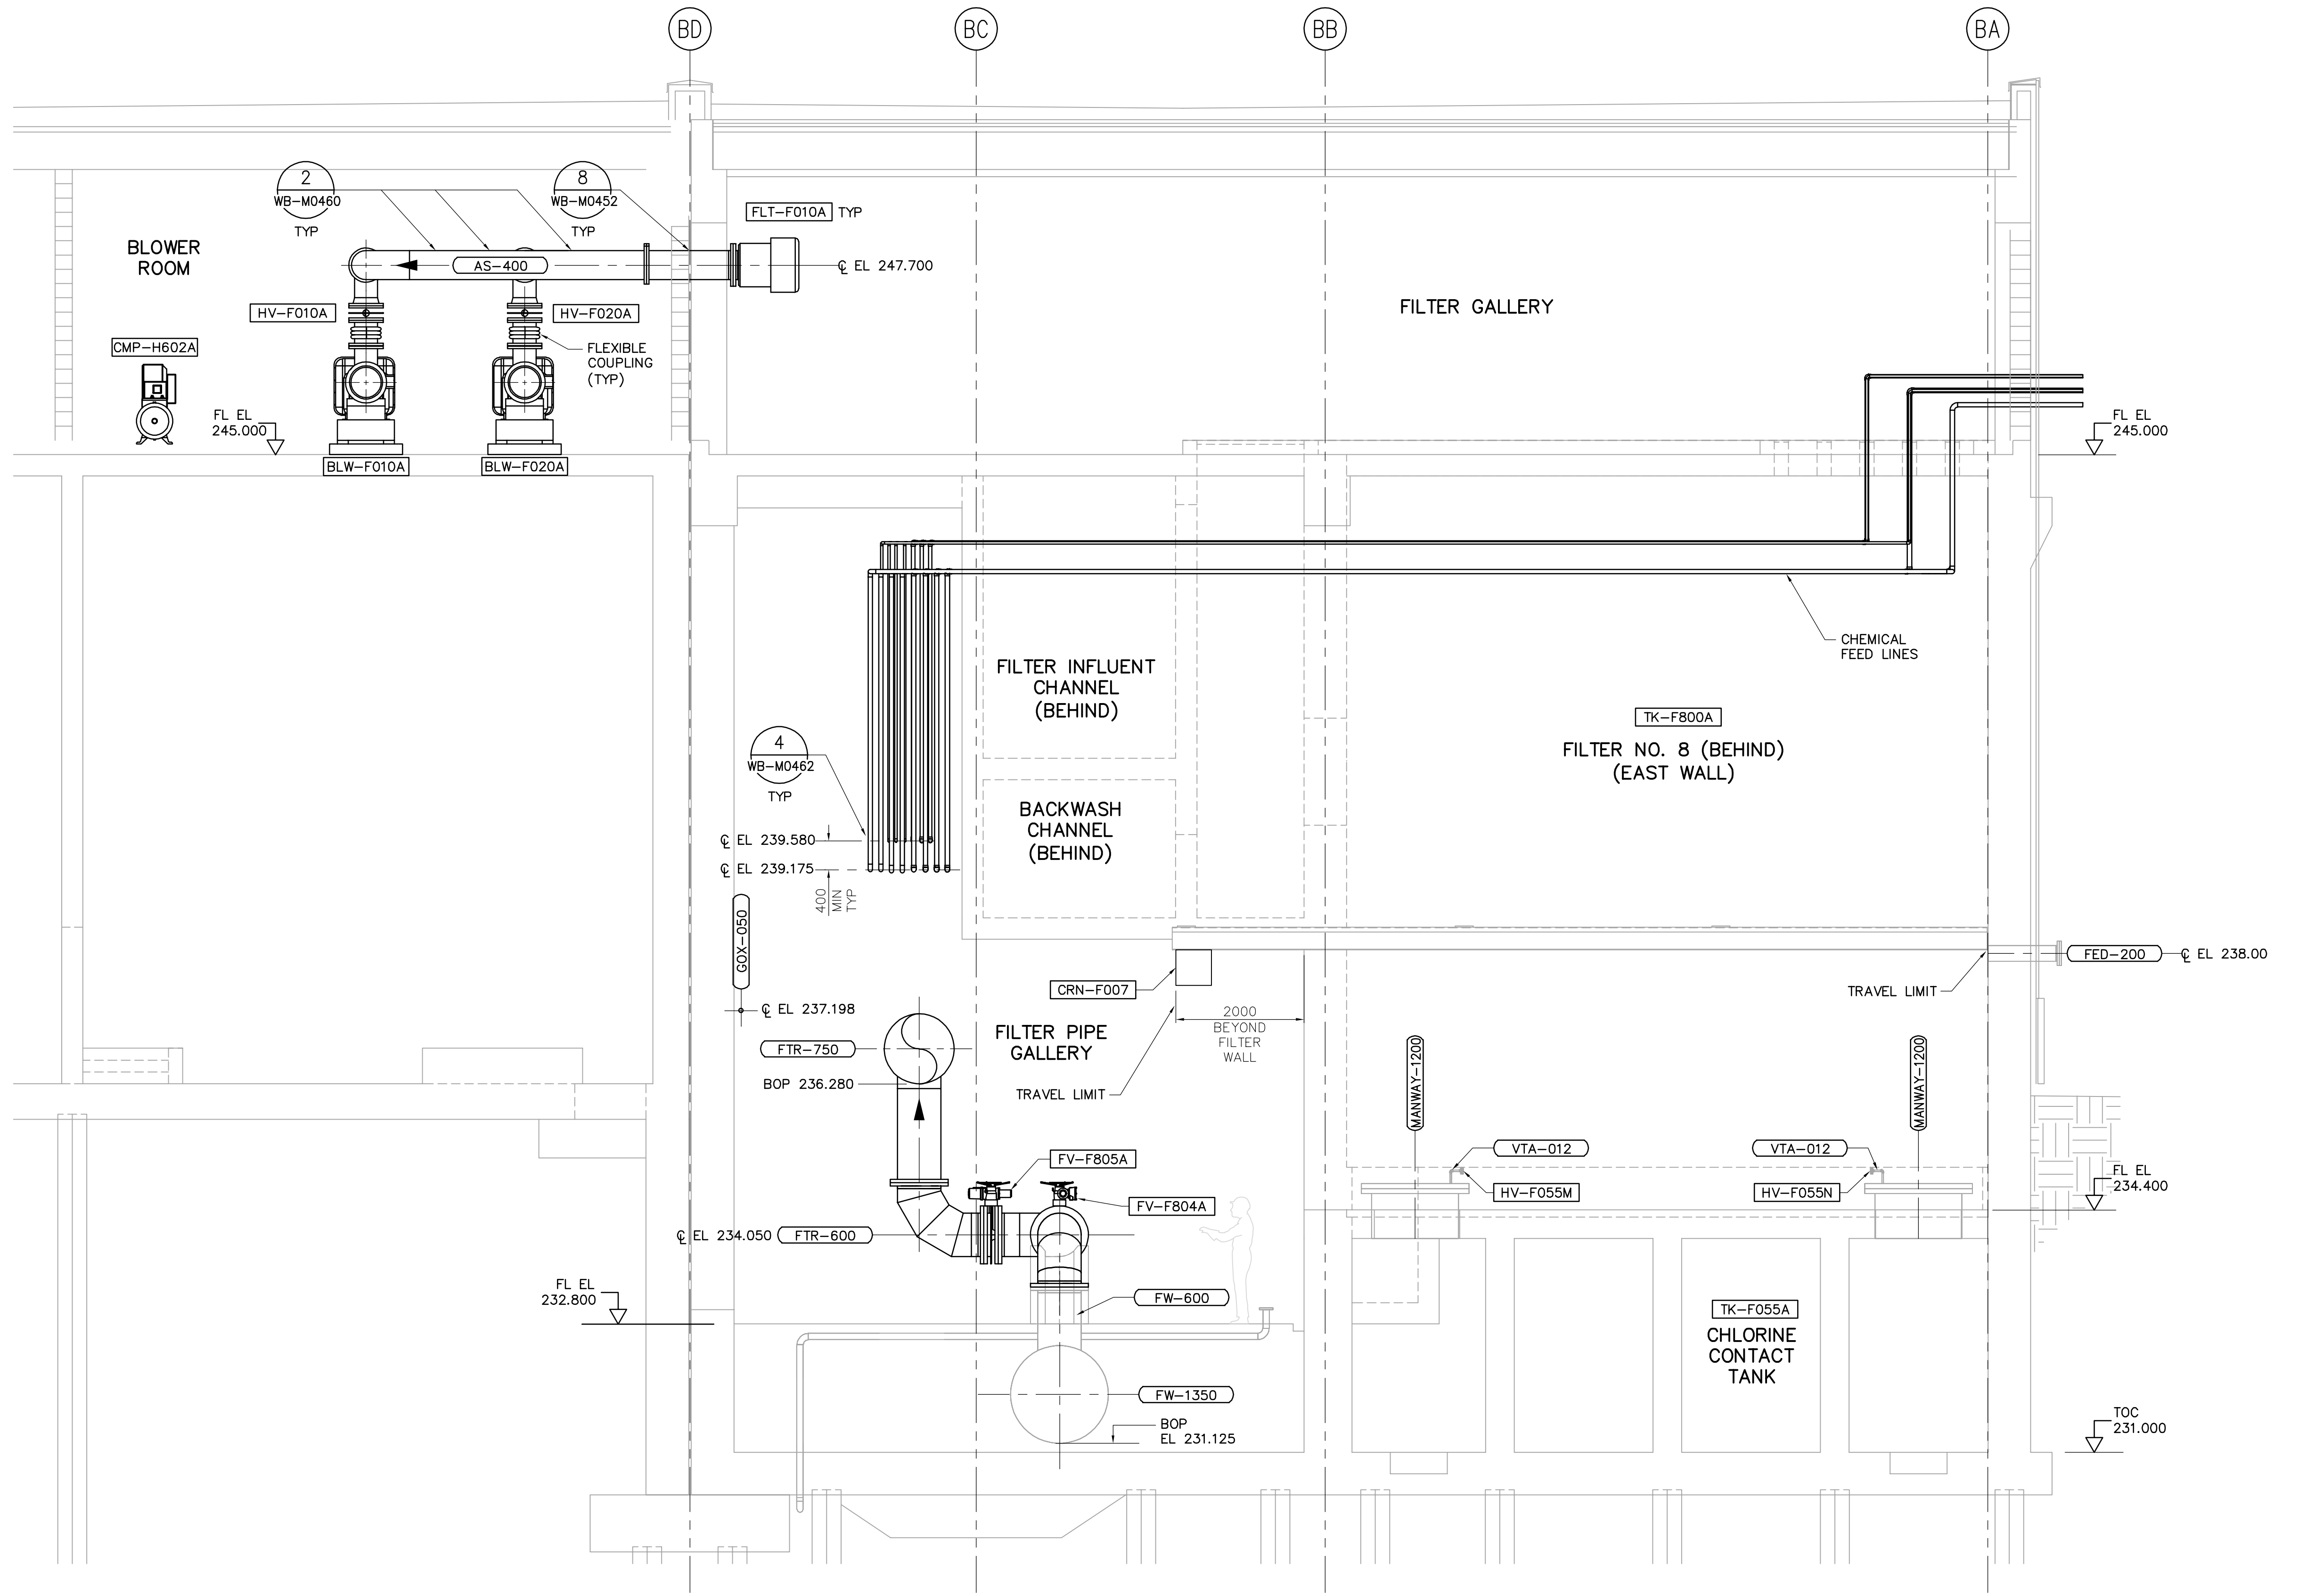 BD
BC
BB
BA
2
WB-M0460
TYP
8
WB-M0452
TYP
FLT-F010A TYP
BLOWER
ROOM
AS-400
℄ EL 247.700
HV-F010A
HV-F020A
FILTER GALLERY
CMP-H602A
FLEXIBLE
COUPLING
(TYP)
FL EL
245.000
FL EL
245.000
BLW-F010A
BLW-F020A
CHEMICAL
FEED LINES
FILTER INFLUENT
CHANNEL
(BEHIND)
TK-F800A
FILTER NO. 8 (BEHIND)
(EAST WALL)
4
WB-M0462
TYP
BACKWASH
CHANNEL
(BEHIND)
℄ EL 239.580
℄ EL 239.175
400
MIN
TYP
GOX-050
FED-200
℄ EL 238.00
CRN-F007
TRAVEL LIMIT
℄ EL 237.198
2000
BEYOND
FILTER
WALL
FILTER PIPE
GALLERY
FTR-750
BOP 236.280
TRAVEL LIMIT
MANWAY-1200
MANWAY-1200
VTA-012
VTA-012
FV-F805A
HV-F055M
HV-F055N
FL EL
234.400
FV-F804A
℄ EL 234.050
FTR-600
FL EL
232.800
FW-600
TK-F055A
CHLORINE
CONTACT
TANK
FW-1350
BOP
EL 231.125
TOC
231.000